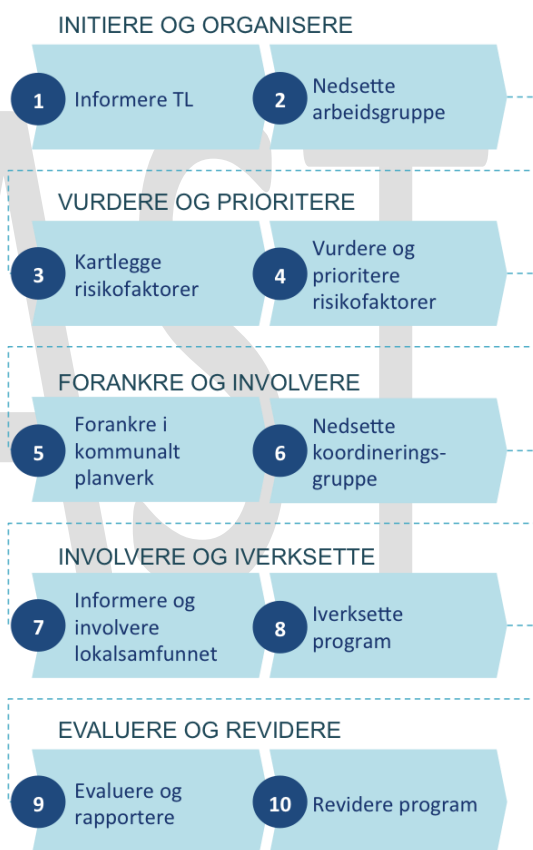 INITIERE OG ORGANISERE
1
Informere TL
2
Nedsette
arbeidsgruppe
VURDERE OG PRIORITERE
3
Kartlegge
risikofaktorer
4
Vurdere og
prioritere
risikofaktorer
FORANKRE OG INVOLVERE
5
Forankre i
kommunalt
planverk
6
Nedsette
koordinerings-
gruppe
INVOLVERE OG IVERKSETTE
7
Informere og
involvere
lokalsamfunnet
8
Iverksette
program
EVALUERE OG REVIDERE
9
Evaluere og
rapportere
10
Revidere program